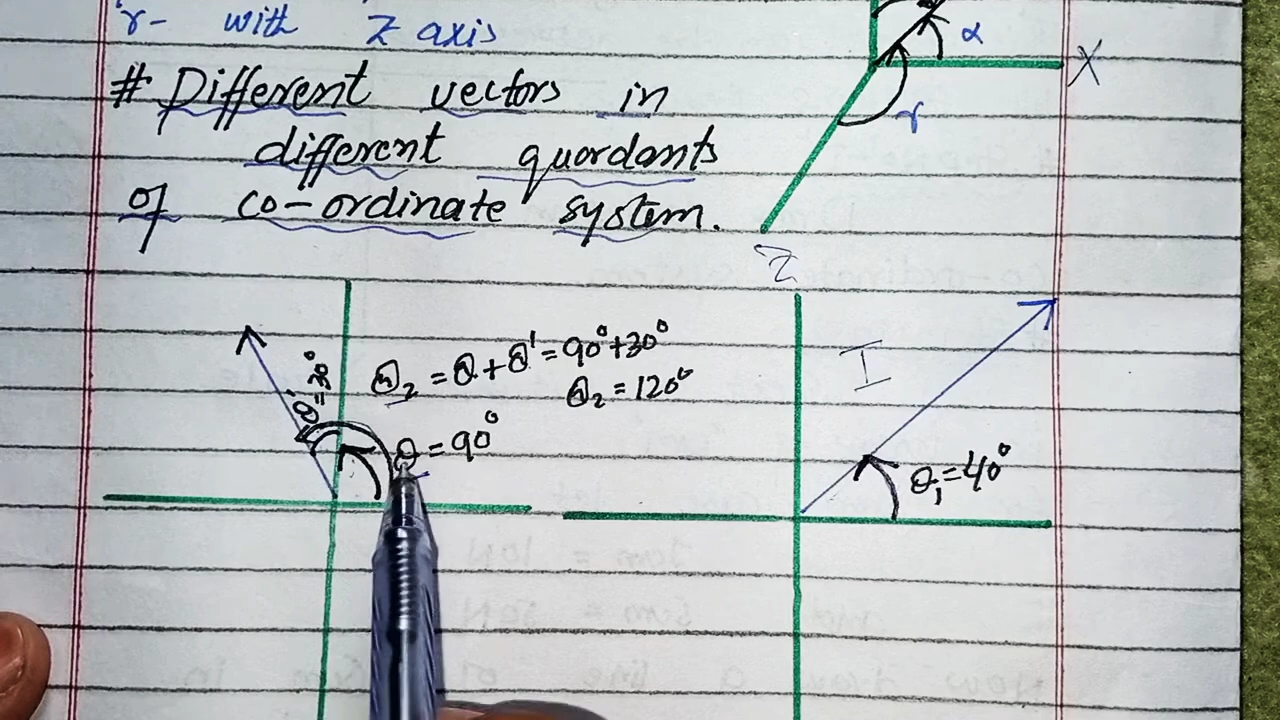 r- with Z axis
α
X
γ
# Different vectors in
different quordants
of co-ordinate system.
Z
θ'=30°
θ₂ = θ+θ' = 90°+30°
θ₂ = 120°
θ = 90°
I
θ₁=40°